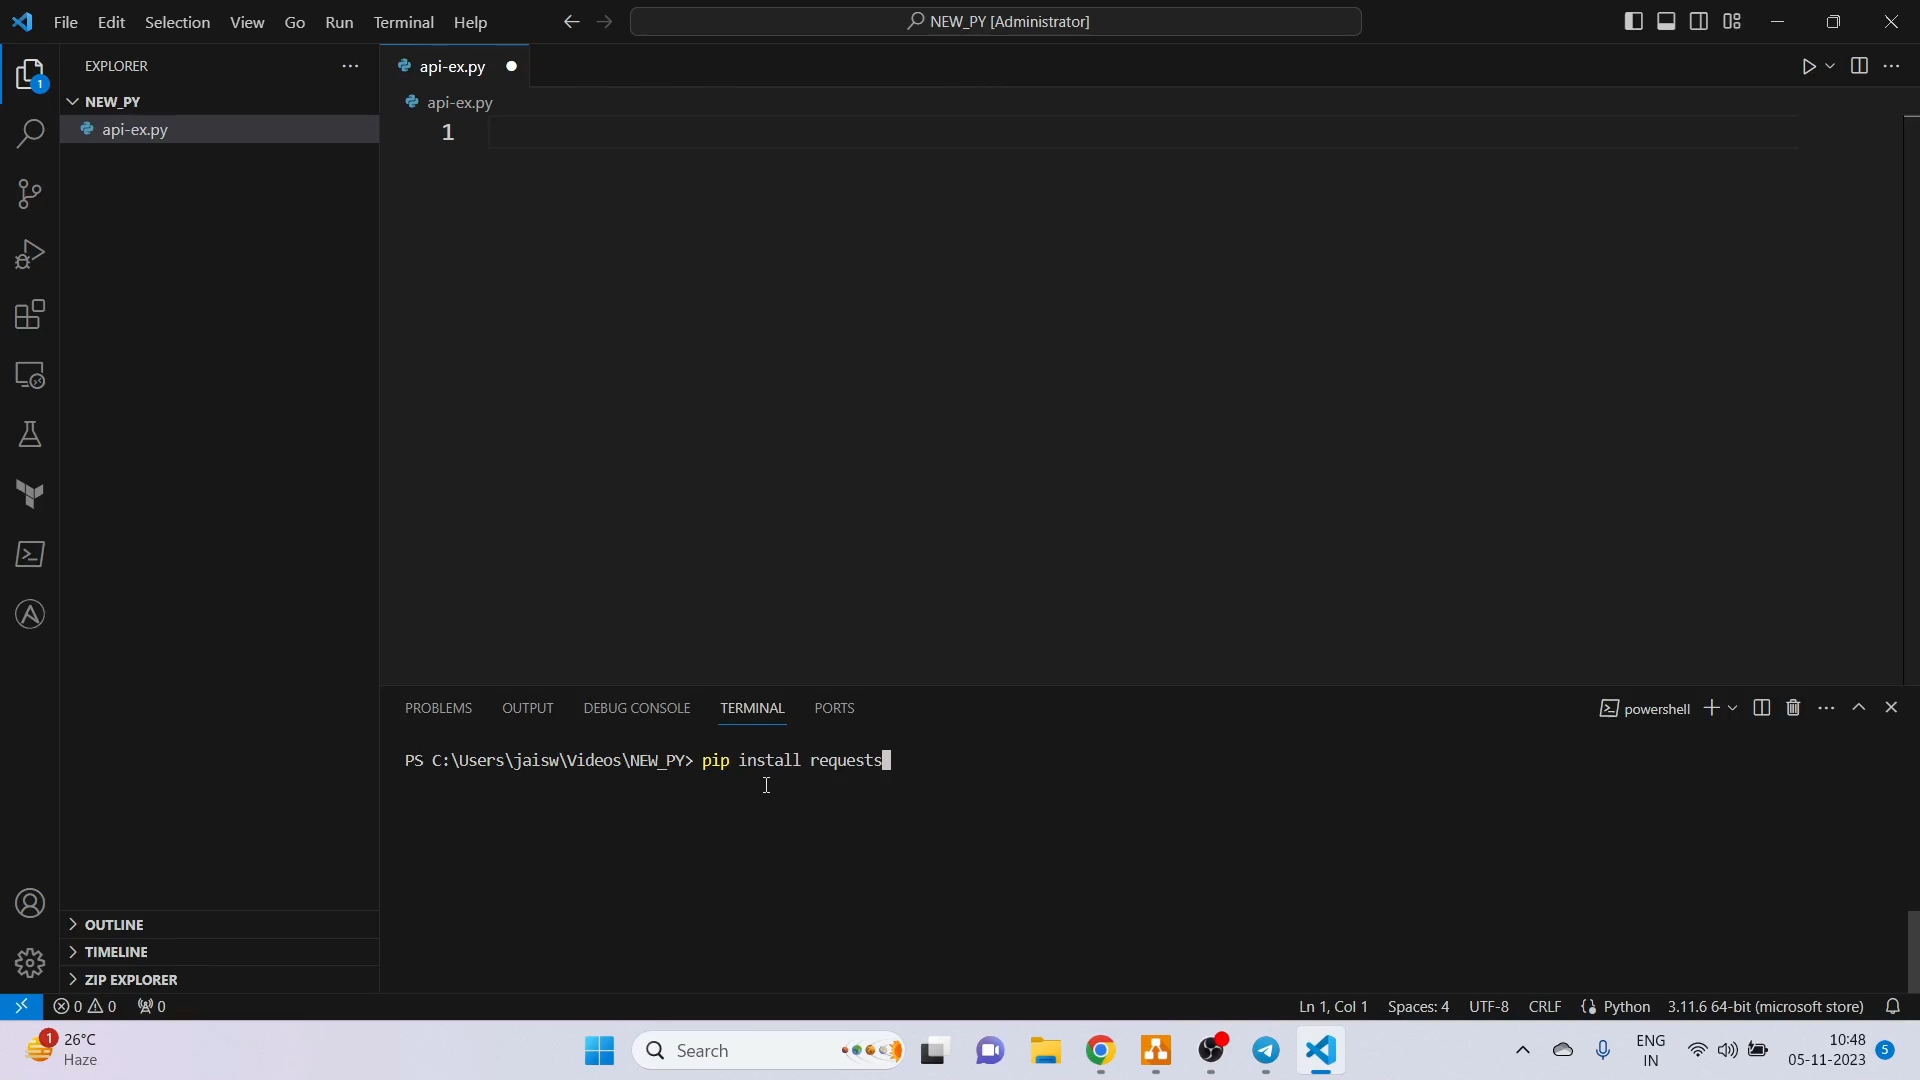 File Edit Selection View Go Run Terminal Help
NEW_PY [Administrator]
EXPLORER
NEW_PY
api-ex.py
api-ex.py
api-ex.py
1
1
PROBLEMS OUTPUT DEBUG CONSOLE TERMINAL PORTS
powershell
PS C:\Users\jaisw\Videos\NEW_PY> pip install requests
OUTLINE
TIMELINE
ZIP EXPLORER
0 0 0
Ln 1, Col 1 Spaces: 4 UTF-8 CRLF {} Python 3.11.6 64-bit (microsoft store)
1
26°C
Haze
Search
ENG
IN
10:48
05-11-2023
5